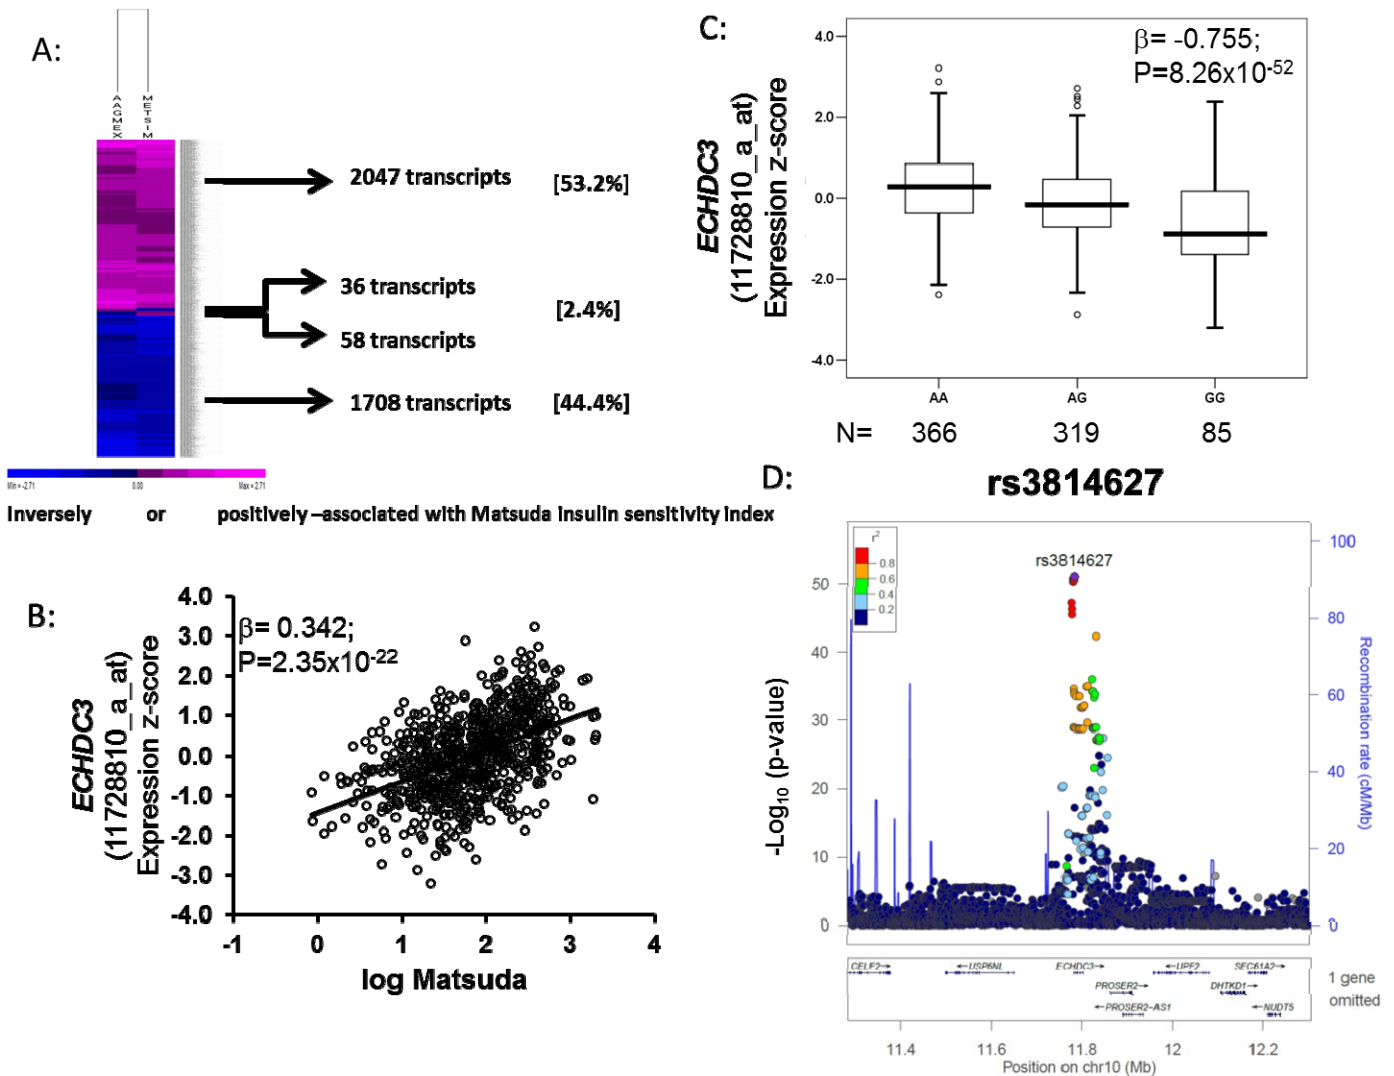 A:
AAGMEX
METSIM
2047 transcripts [53.2%]
36 transcripts
[2.4%]
58 transcripts
1708 transcripts [44.4%]
Min = -2.71 0.00 Max = 2.71
Inversely or positively –associated with Matsuda insulin sensitivity index
B:
ECHDC3
(11728810_a_at)
Expression z-score
β= 0.342;
P=2.35x10-22
4.0
3.0
2.0
1.0
0.0
-1.0
-2.0
-3.0
-4.0
-1 0 1 2 3 4
log Matsuda
C:
ECHDC3
(11728810_a_at)
Expression z-score
β= -0.755;
P=8.26x10-52
4.0
2.0
0.0
-2.0
-4.0
AA AG GG
N= 366 319 85
rs3814627
D:
r2
0.8
0.6
0.4
0.2
rs3814627
-Log10 (p-value)
50
40
30
20
10
0
Recombination rate (cM/Mb)
100
80
60
40
20
0
CELF2→ ←USP6NL ECHDC3→ ←UPF2 SEC61A2→
PROSER2→ DHTKD1→
←PROSER2-AS1 ←NUDT5
1 gene
omitted
11.4 11.6 11.8 12 12.2
Position on chr10 (Mb)